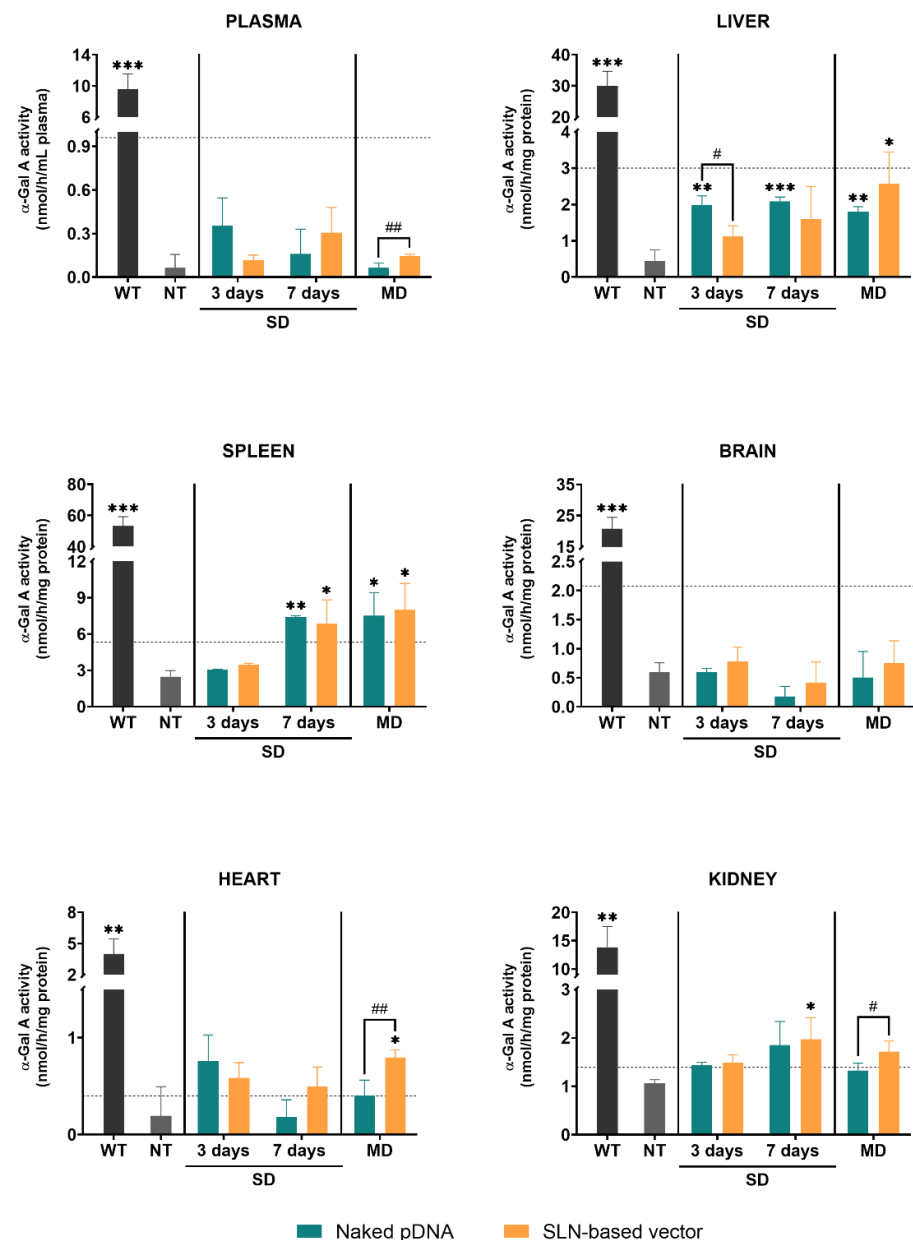 PLASMA
α-Gal A activity
(nmol/h/mL plasma)
14
10
6
0.9
0.6
0.3
0.0
***
##
WT NT 3 days 7 days MD
SD
LIVER
α-Gal A activity
(nmol/h/mg protein)
40
30
20
4
3
2
1
0
***
**
#
***
**
*
WT NT 3 days 7 days MD
SD
SPLEEN
α-Gal A activity
(nmol/h/mg protein)
80
60
40
12
9
6
3
0
***
**
*
*
*
WT NT 3 days 7 days MD
SD
BRAIN
α-Gal A activity
(nmol/h/mg protein)
35
25
15
2.5
2.0
1.5
1.0
0.5
0.0
***
WT NT 3 days 7 days MD
SD
HEART
α-Gal A activity
(nmol/h/mg protein)
8
5
2
1
0
**
##
*
WT NT 3 days 7 days MD
SD
KIDNEY
α-Gal A activity
(nmol/h/mg protein)
20
15
10
3
2
1
0
**
*
#
WT NT 3 days 7 days MD
SD
Naked pDNA SLN-based vector